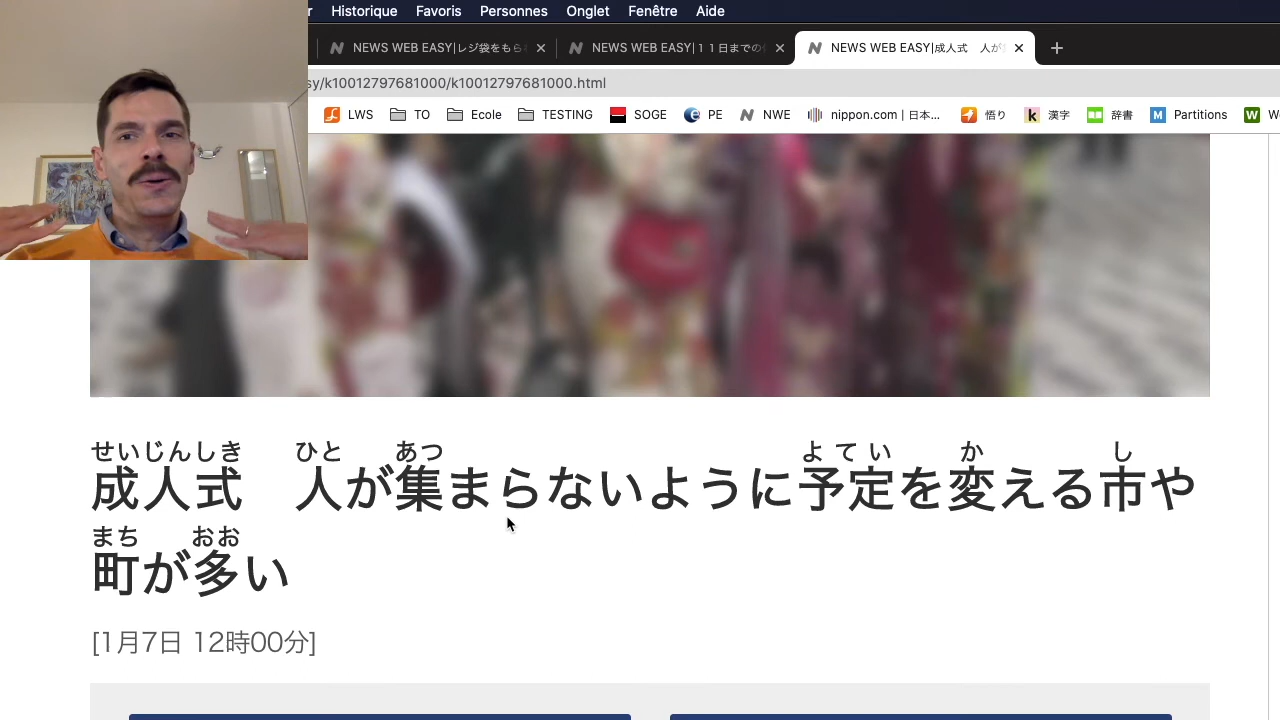 Historique Favoris Personnes Onglet Fenêtre Aide
NEWS WEB EASY|レジ袋をもら NEWS WEB EASY|１１日までの NEWS WEB EASY|成人式　人が
sy/k10012797681000/k10012797681000.html
LWS TO Ecole TESTING SOGE PE NWE nippon.com | 日本... 悟り 漢字 辞書 Partitions
せいじんしき ひと あつ よてい か し
成人式　人が集まらないように予定を変える市や
まち おお
町が多い
[1月7日 12時00分]